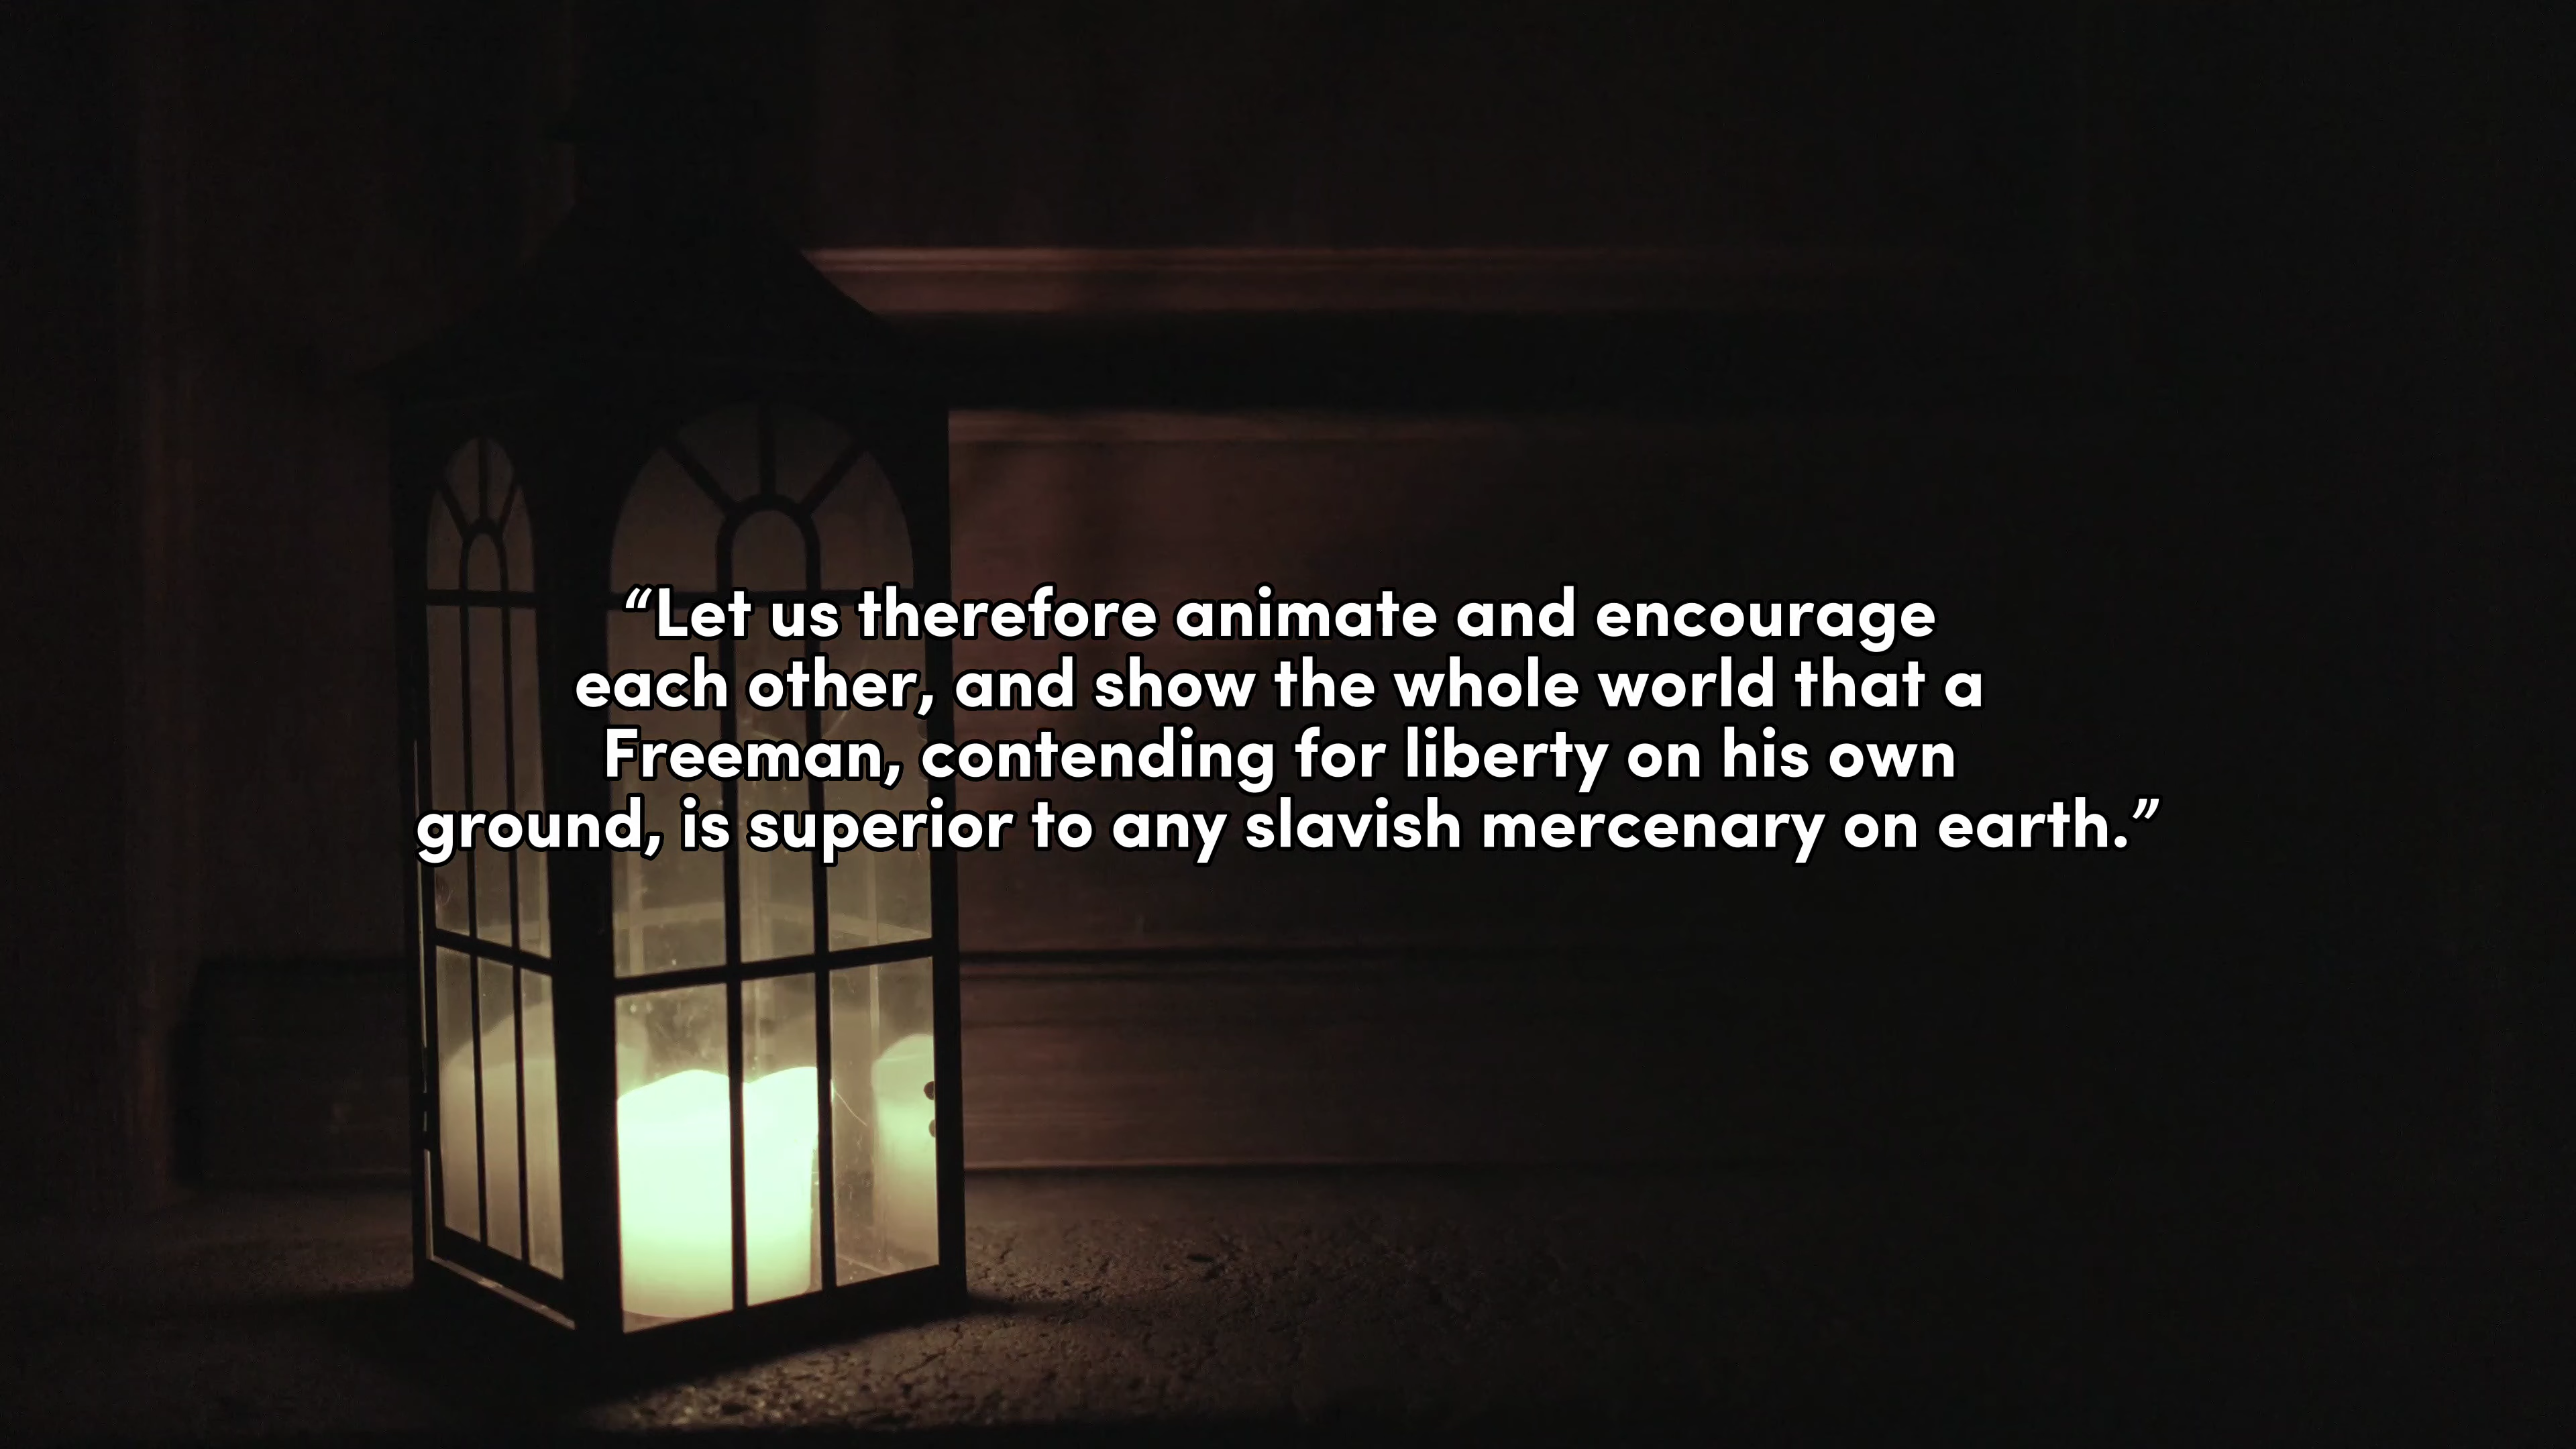 “Let us therefore animate and encourage
each other, and show the whole world that a
Freeman, contending for liberty on his own
ground, is superior to any slavish mercenary on earth.”